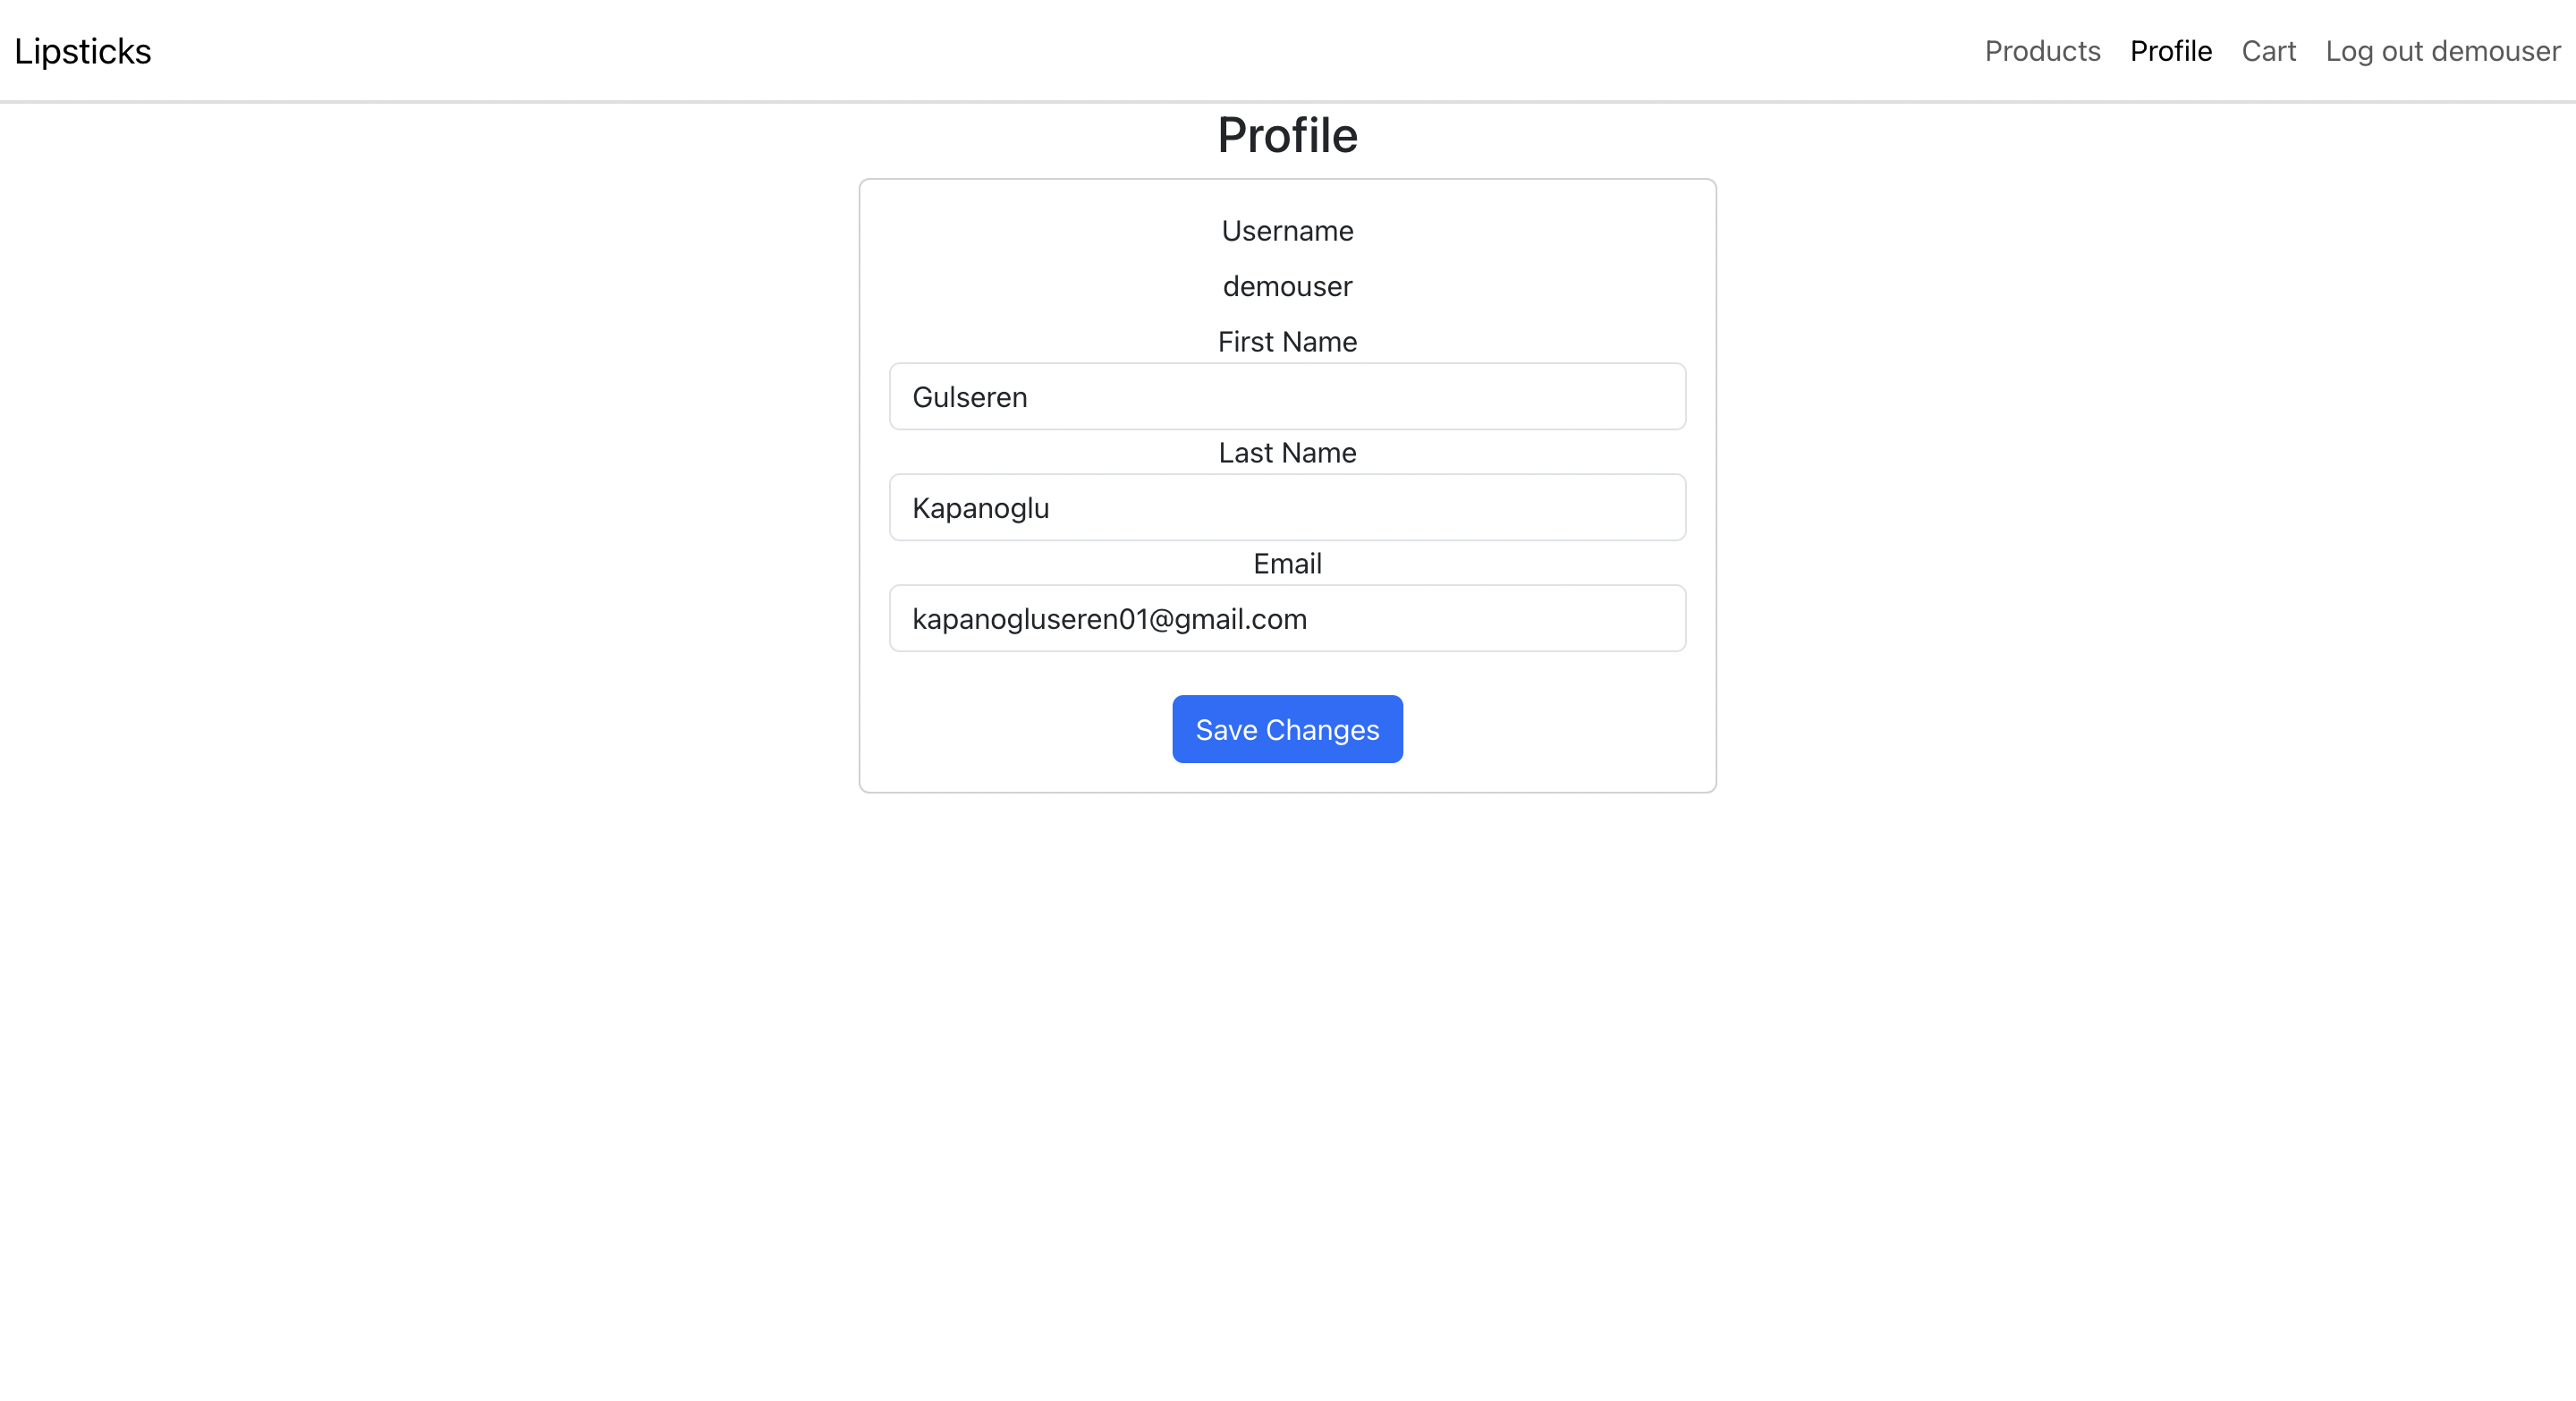 Lipsticks
Products Profile Cart Log out demouser
Profile
Username
demouser
First Name
Gulseren
Last Name
Kapanoglu
Email
kapanogluseren01@gmail.com
Save Changes